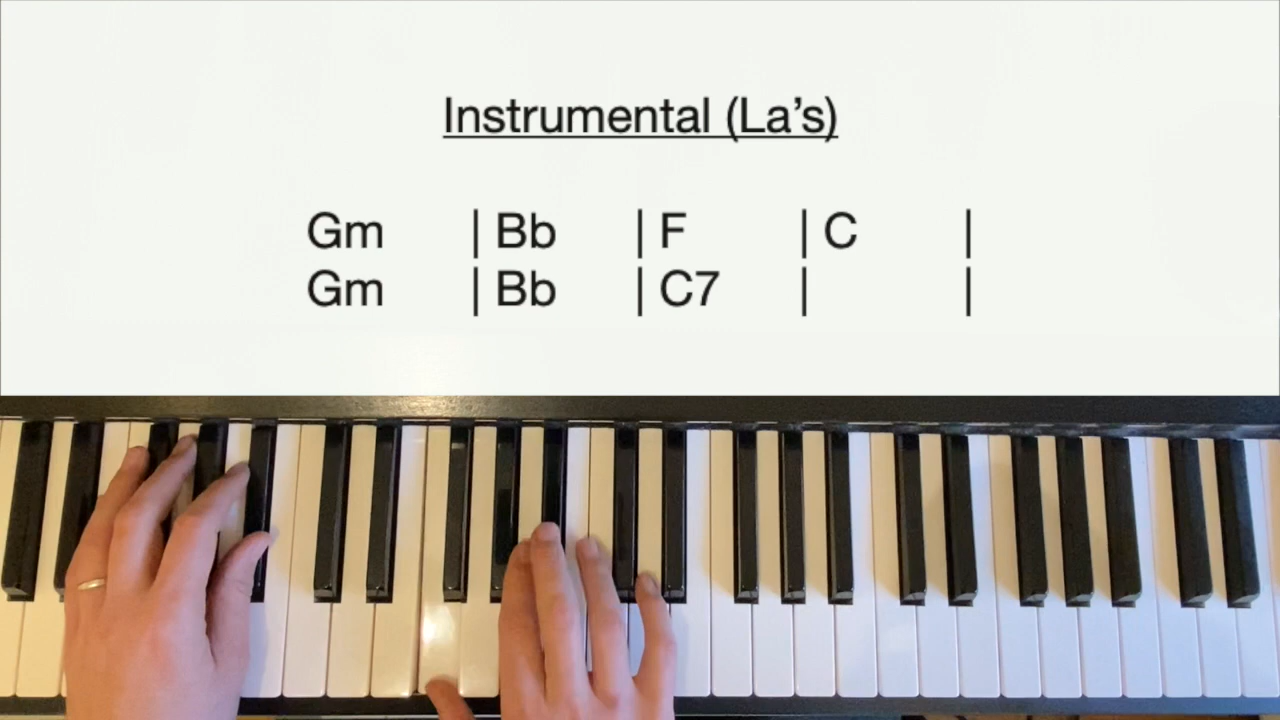 Instrumental (La's)
Gm | Bb | F | C |
Gm | Bb | C7 | |